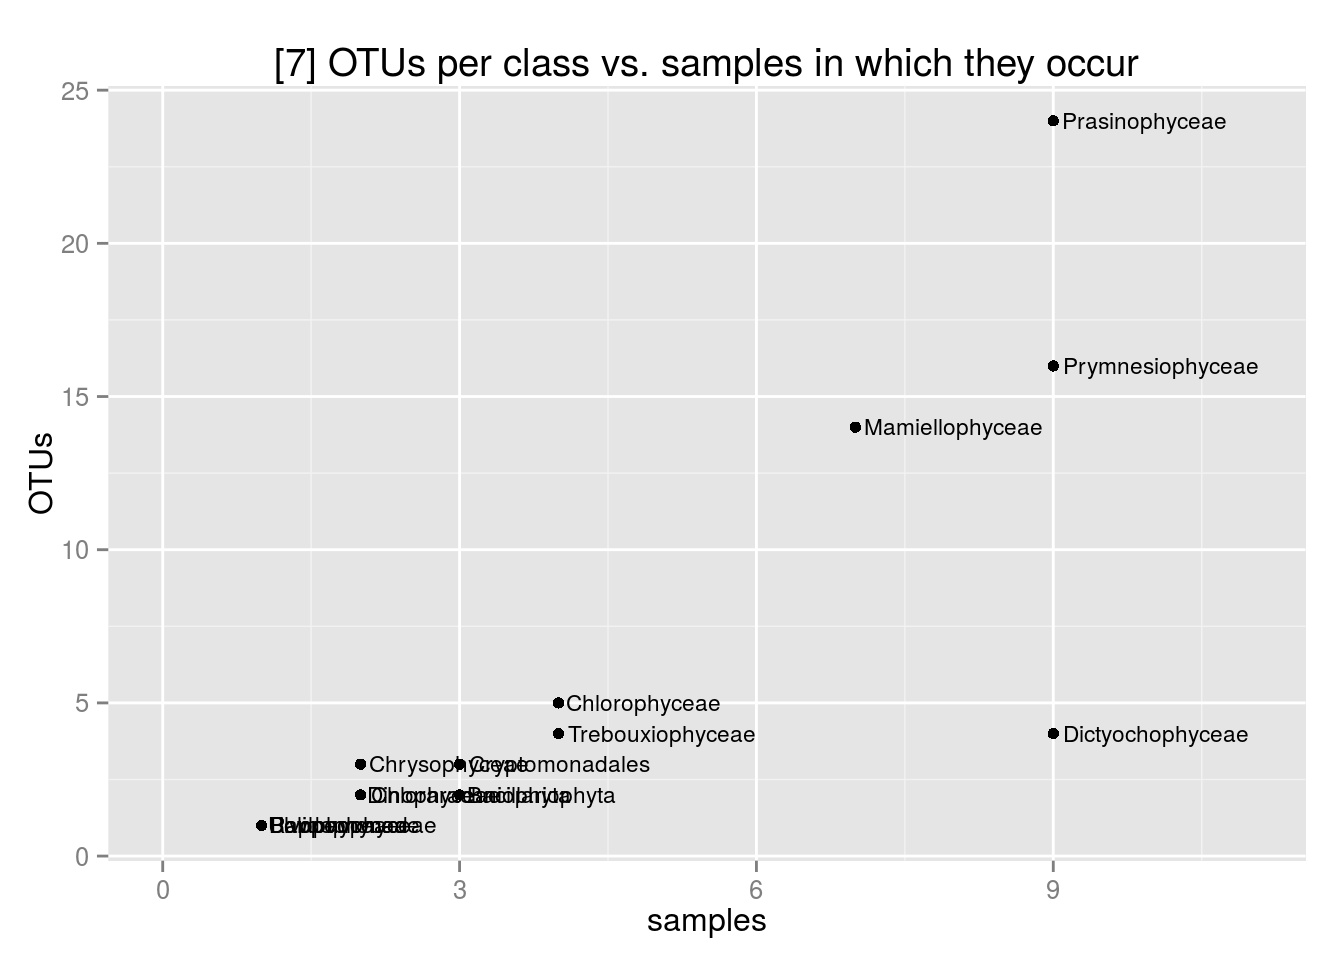 [7] OTUs per class vs. samples in which they occur
25
Prasinophyceae
20
Prymnesiophyceae
15
Mamiellophyceae
OTUs
10
5
Chlorophyceae
Trebouxiophyceae
Dictyochophyceae
Chrysophyceae
Cryptomonadales
Bacillariophyta
0
0
3
6
9
samples